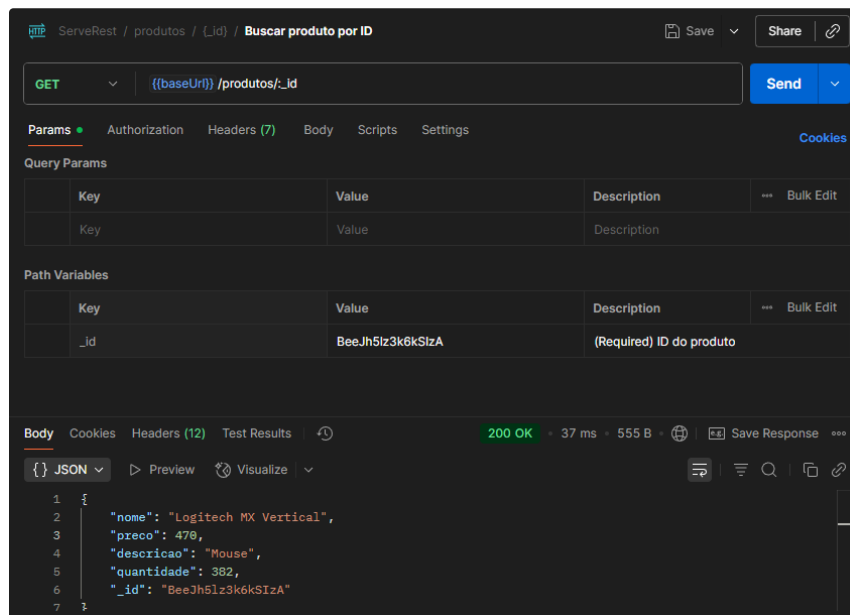 HTTP ServeRest / produtos / {_id} / Buscar produto por ID Save Share
GET {{baseUrl}} /produtos/:_id Send
Params Authorization Headers (7) Body Scripts Settings Cookies
Query Params
Key Value Description Bulk Edit
Key Value Description
Path Variables
Key Value Description Bulk Edit
_id BeeJh5lz3k6kSIzA (Required) ID do produto
Body Cookies Headers (12) Test Results 200 OK 37 ms 555 B e.g. Save Response
{} JSON Preview Visualize
1 {
2 "nome": "Logitech MX Vertical",
3 "preco": 470,
4 "descricao": "Mouse",
5 "quantidade": 382,
6 "_id": "BeeJh5lz3k6kSIzA"
7 }